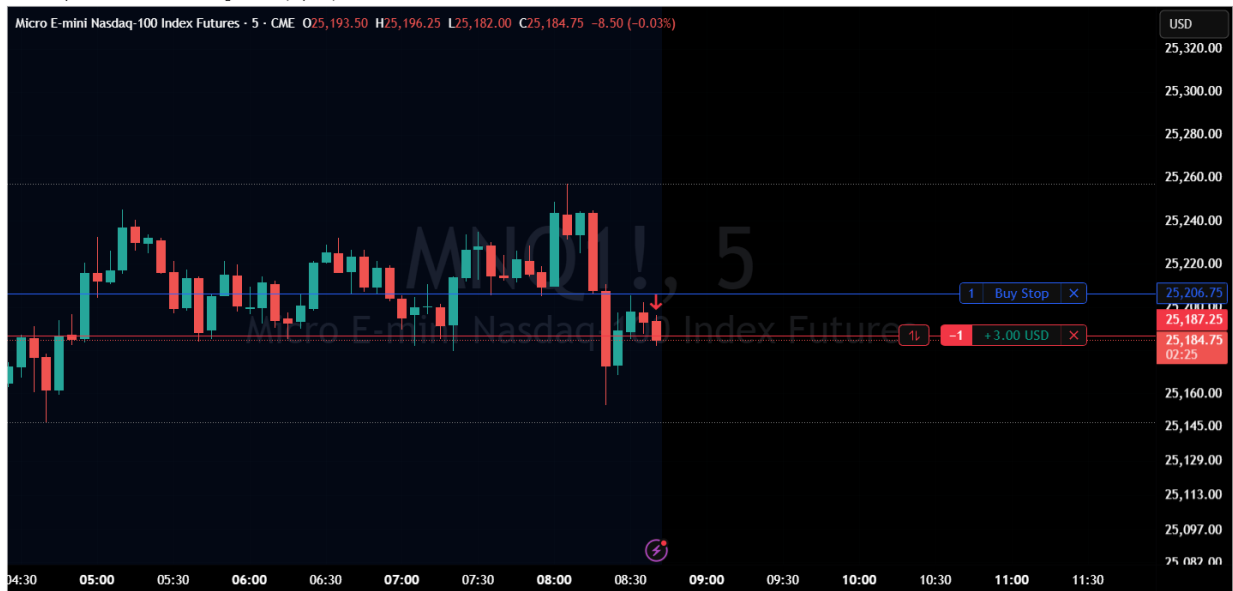 Micro E-mini Nasdaq-100 Index Futures · 5 · CME O25,193.50 H25,196.25 L25,182.00 C25,184.75 −8.50 (−0.03%)
USD
25,320.00
25,300.00
25,280.00
25,260.00
25,240.00
25,220.00
MNQ1!, 5
1 Buy Stop ×
25,206.75
25,200.00
25,187.25
Micro E-mini Nasdaq-100 Index Futures
−1 +3.00 USD ×
25,184.75
02:25
25,160.00
25,145.00
25,129.00
25,113.00
25,097.00
25,082.00
04:30 05:00 05:30 06:00 06:30 07:00 07:30 08:00 08:30 09:00 09:30 10:00 10:30 11:00 11:30